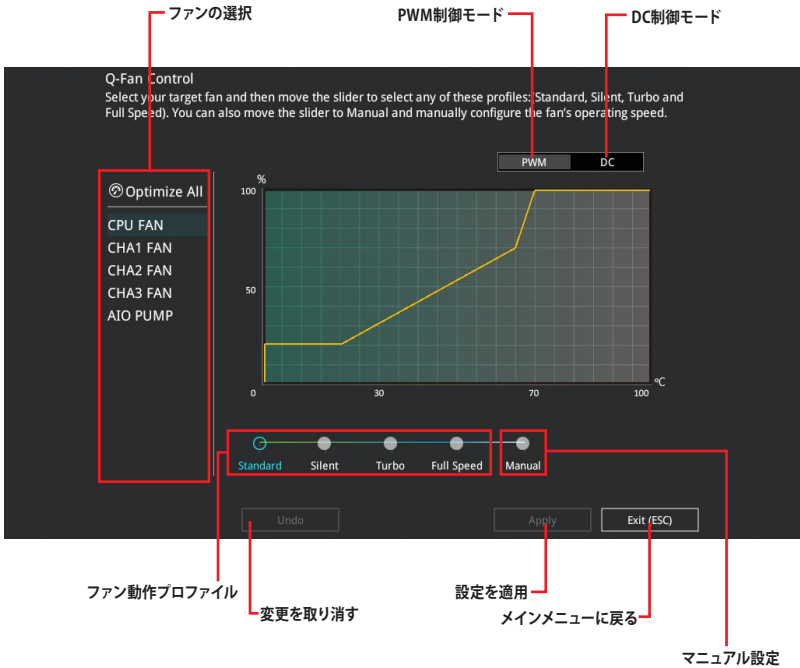 ファンの選択
PWM制御モード
DC制御モード
Q-Fan Control
Select your target fan and then move the slider to select any of these profiles:(Standard, Silent, Turbo and
Full Speed). You can also move the slider to Manual and manually configure the fan's operating speed.
PWM
DC
Optimize All
CPU FAN
CHA1 FAN
CHA2 FAN
CHA3 FAN
AIO PUMP
%
100
50
0
30
70
100
ºC
Standard
Silent
Turbo
Full Speed
Manual
Undo
Apply
Exit (ESC)
ファン動作プロファイル
変更を取り消す
設定を適用
メインメニューに戻る
マニュアル設定